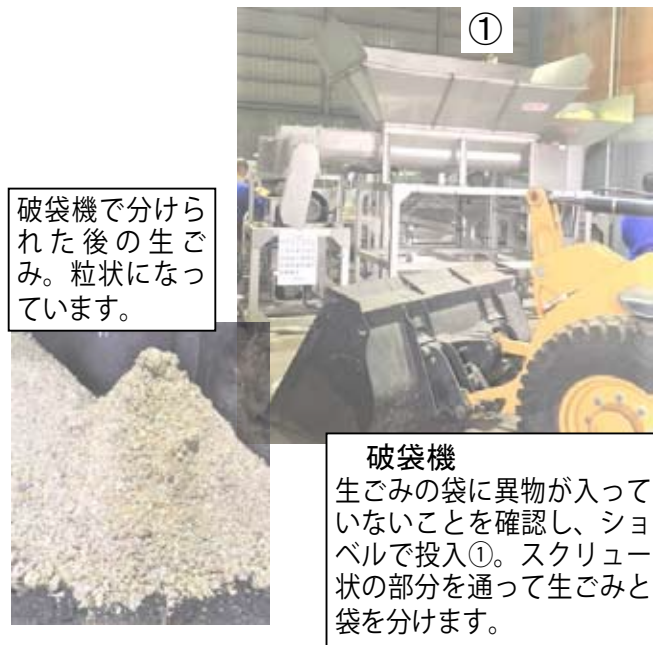 ①
破袋機で分けら
れた後の生ご
み。粒状になっ
ています。
破袋機
生ごみの袋に異物が入って
いないことを確認し、ショ
ベルで投入①。スクリュー
状の部分を通って生ごみと
袋を分けます。